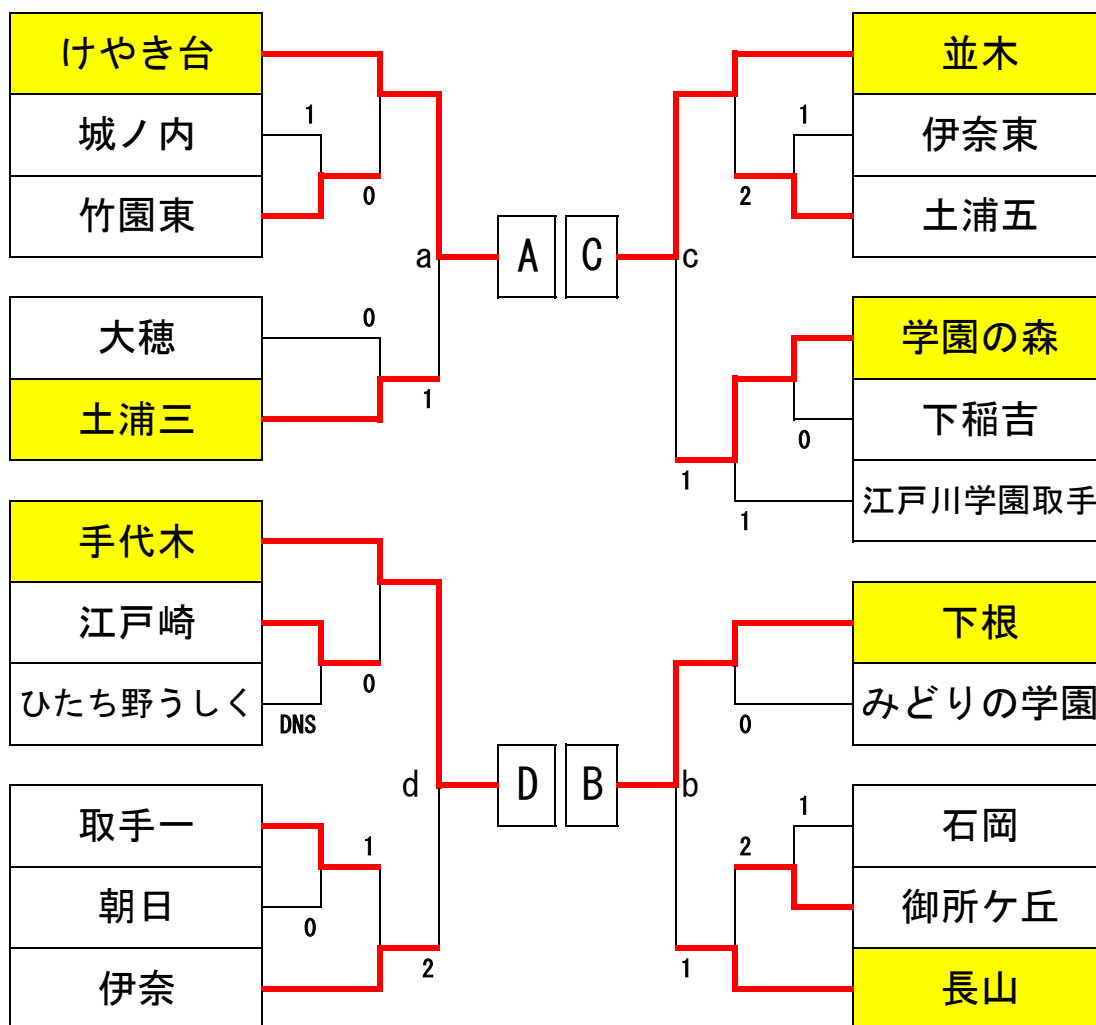 けやき台
城ノ内
竹園東
1
0
a
大穂
土浦三
0
1
A
C
並木
伊奈東
土浦五
1
2
c
学園の森
下稲吉
江戸川学園取手
0
1
1
手代木
江戸崎
ひたち野うしく
DNS
0
d
取手一
朝日
伊奈
1
0
2
D
B
下根
みどりの学園
0
b
石岡
御所ケ丘
長山
1
2
1